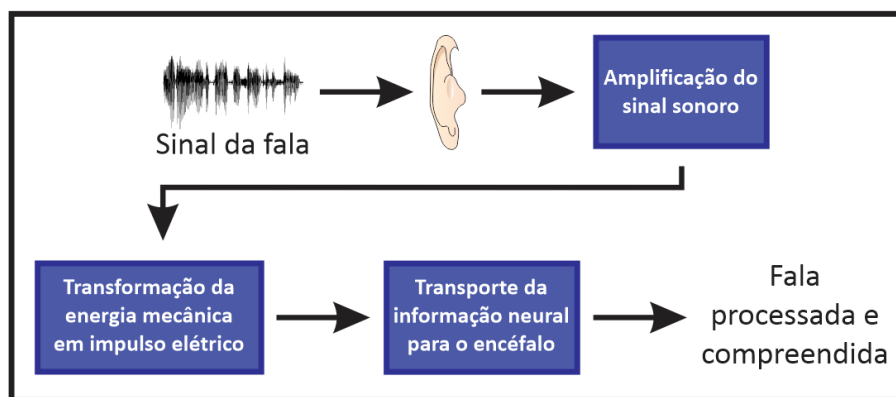 Sinal da fala
Amplificação do
sinal sonoro
Transformação da
energia mecânica
em impulso elétrico
Transporte da
informação neural
para o encéfalo
Fala
processada e
compreendida